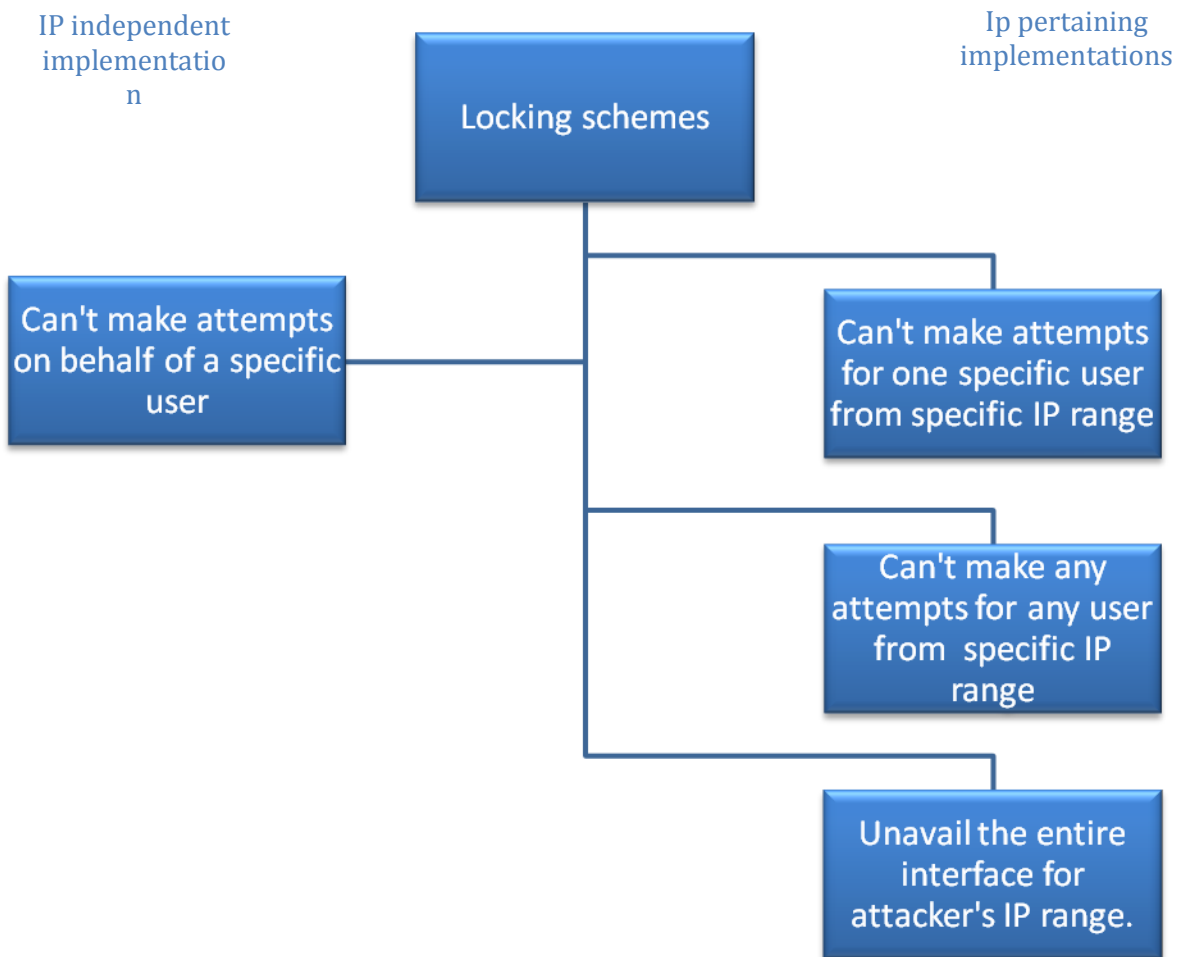 IP independent
implementatio
n
Ip pertaining
implementations
Locking schemes
Can't make attempts
on behalf of a specific
user
Can't make attempts
for one specific user
from specific IP range
Can't make any
attempts for any user
from specific IP
range
Unavail the entire
interface for
attacker's IP range.